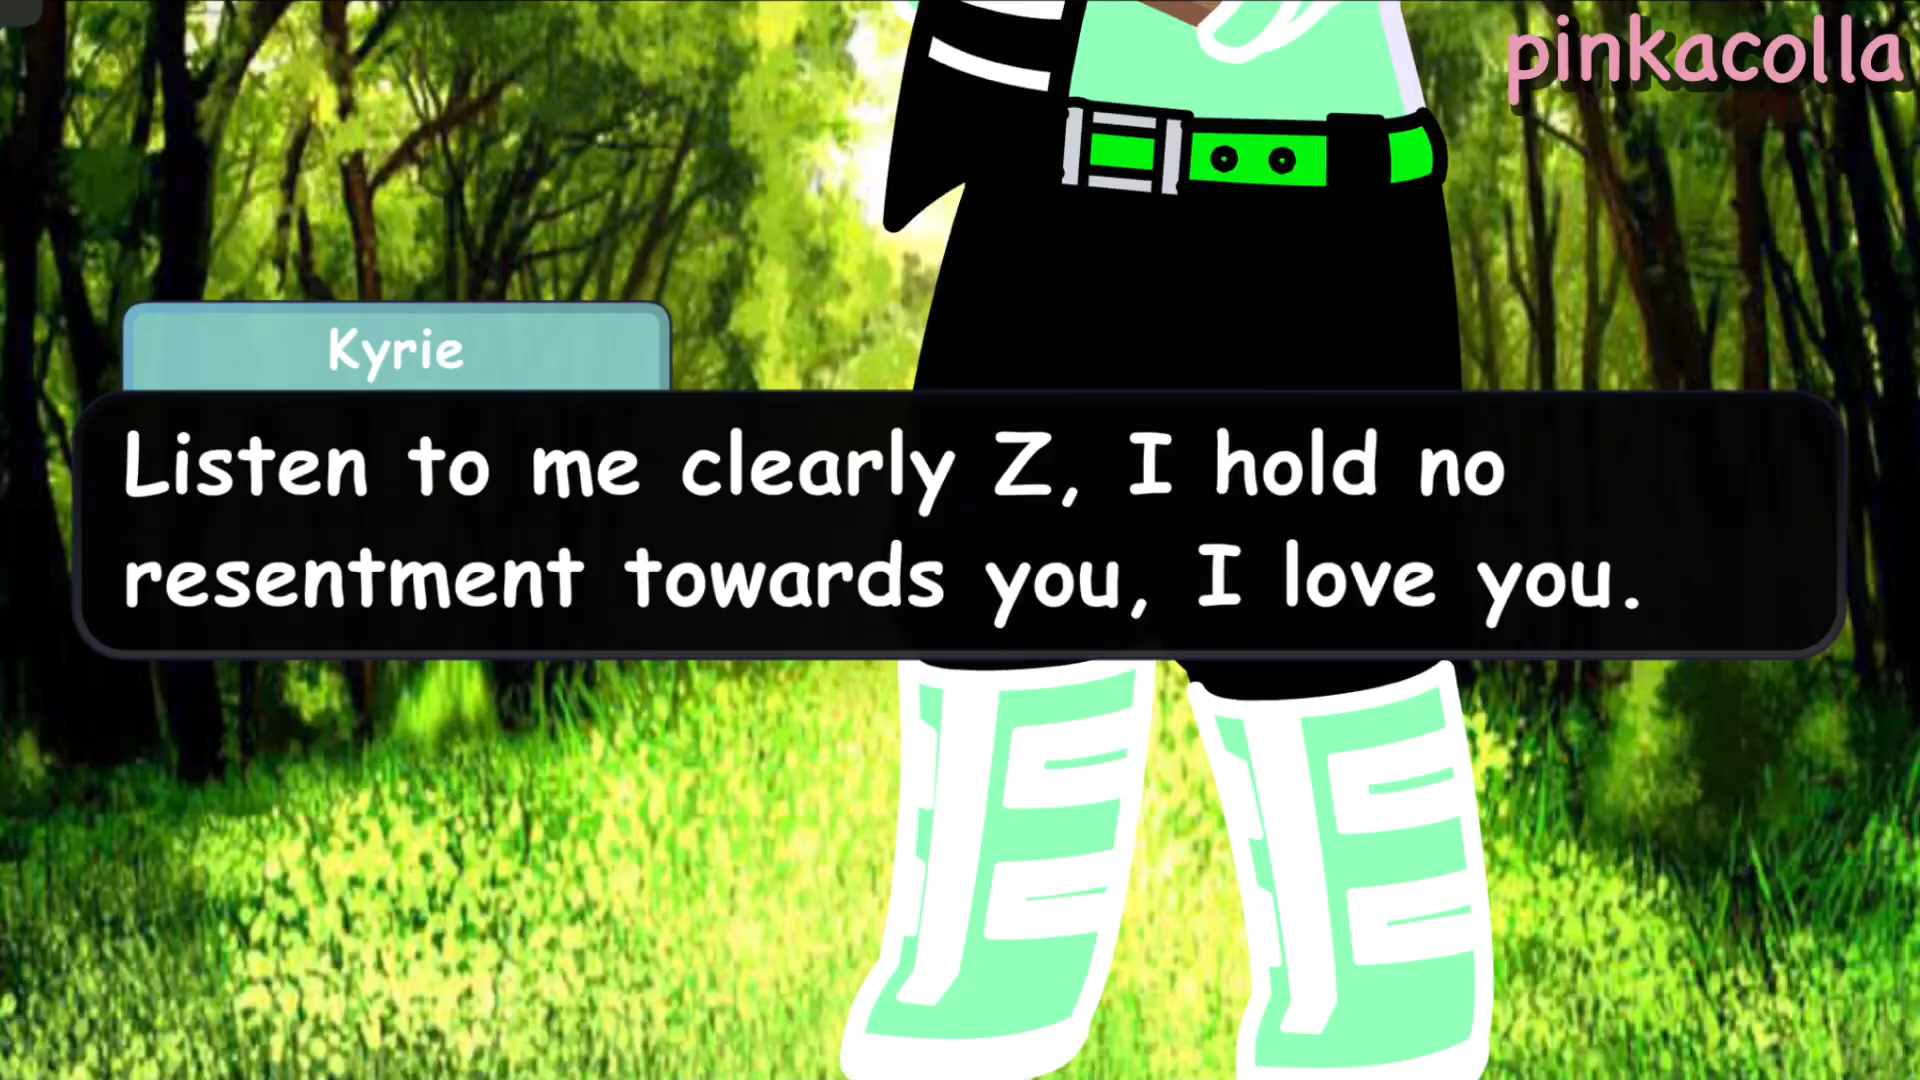 pinkacolla
Kyrie
Listen to me clearly Z, I hold no
resentment towards you, I love you.